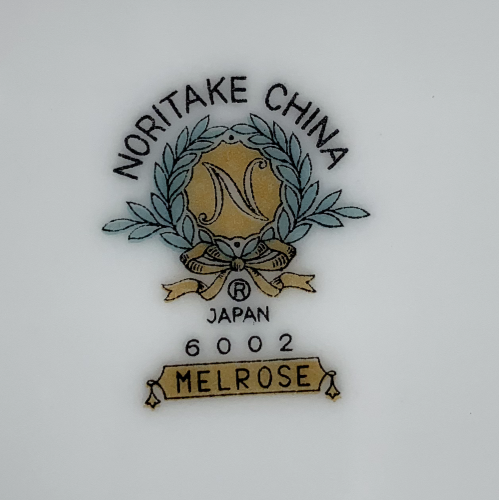 NORITAKE CHINA
N
®
JAPAN
6002
MELROSE